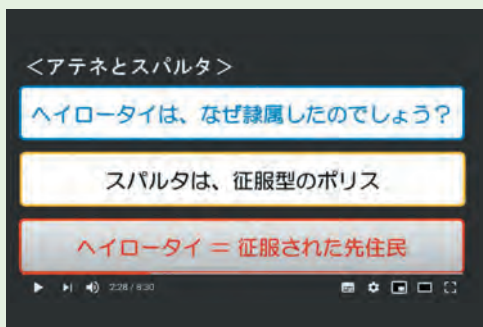 ＜アテネとスパルタ＞
ヘイロータイは、なぜ隷属したのでしょう？
スパルタは、征服型のポリス
ヘイロータイ ＝ 征服された先住民
2:28 / 8:30